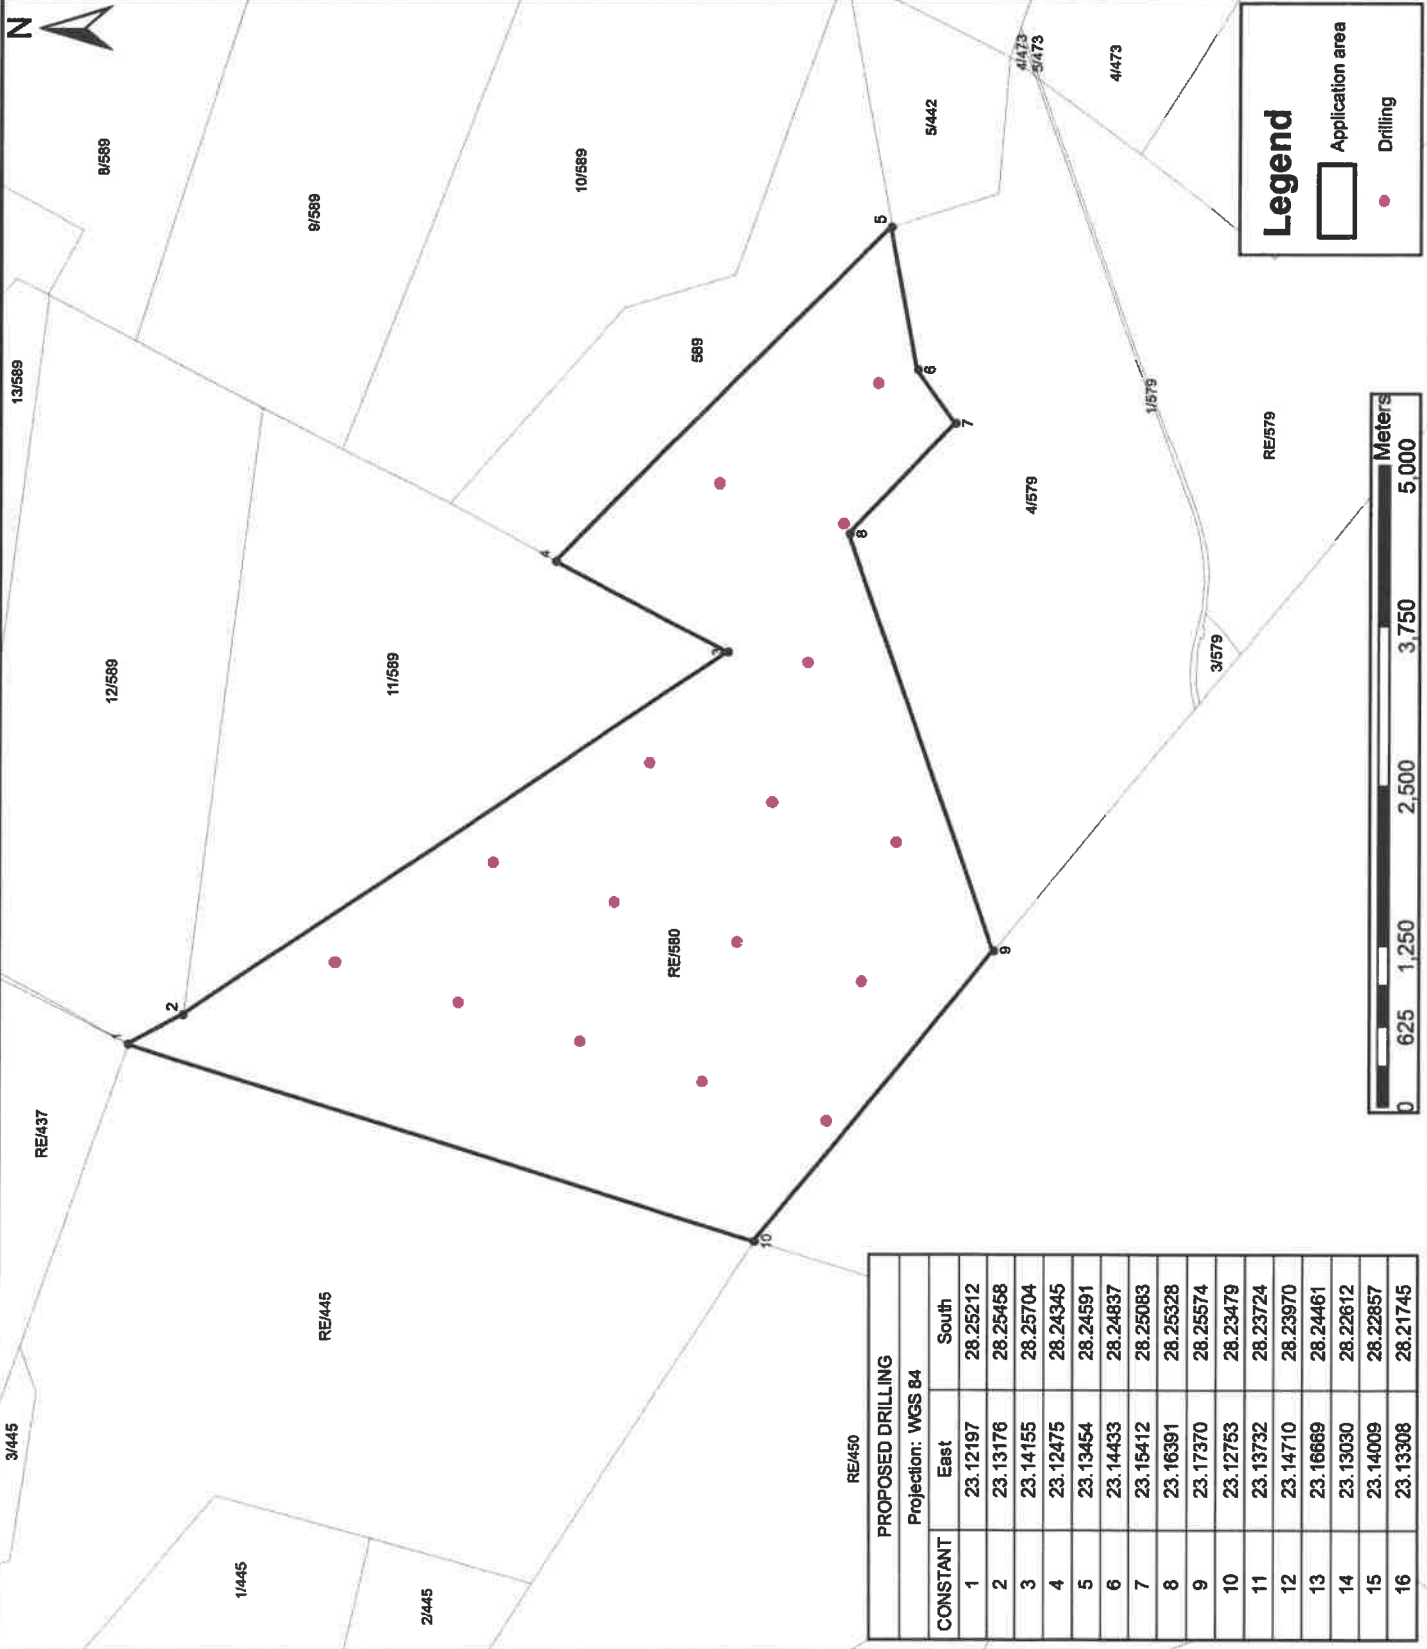 N
3/445
RE/437
13/589
8/589
12/589
9/589
1/445
RE/445
11/589
10/589
2/445
589
5/442
4/473
5/473
4/473
RE/580
RE/450
4/579
1/579
RE/579
3/579
1
2
3
4
5
6
7
8
9
10
PROPOSED DRILLING
Projection: WGS 84
CONSTANT East South
1 23.12197 28.25212
2 23.13176 28.25458
3 23.14155 28.25704
4 23.12475 28.24345
5 23.13454 28.24591
6 23.14433 28.24837
7 23.15412 28.25083
8 23.16391 28.25328
9 23.17370 28.25574
10 23.12753 28.23479
11 23.13732 28.23724
12 23.14710 28.23970
13 23.16669 28.24461
14 23.13030 28.22612
15 23.14009 28.22857
16 23.13308 28.21745
0 625 1,250 2,500 3,750 5,000
Meters
Legend
Application area
Drilling